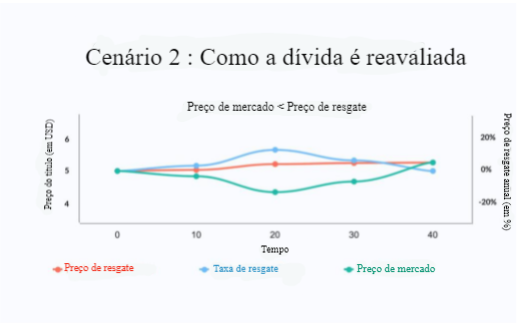 Cenário 2 : Como a dívida é reavaliada
Preço de mercado < Preço de resgate
Preço do título (em USD)
6
5
4
20%
0%
-20%
Preço de resgate anual (em %)
0 10 20 30 40
Tempo
Preço de resgate Taxa de resgate Preço de mercado